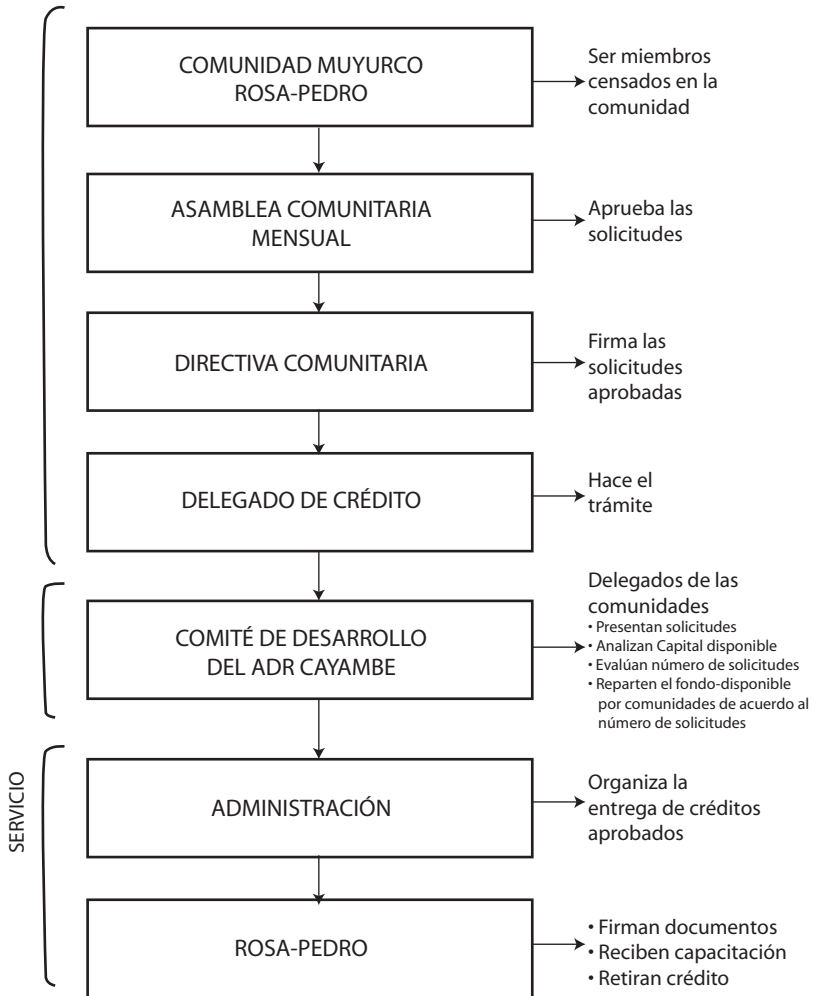 COMUNIDAD MUYURCO
ROSA-PEDRO
Ser miembros
censados en la
comunidad
ASAMBLEA COMUNITARIA
MENSUAL
Aprueba las
solicitudes
DIRECTIVA COMUNITARIA
Firma las
solicitudes
aprobadas
DELEGADO DE CRÉDITO
Hace el
trámite
COMITÉ DE DESARROLLO
DEL ADR CAYAMBE
Delegados de las
comunidades
• Presentan solicitudes
• Analizan Capital disponible
• Evalúan número de solicitudes
• Reparten el fondo-disponible
por comunidades de acuerdo al
número de solicitudes
SERVICIO
ADMINISTRACIÓN
Organiza la
entrega de créditos
aprobados
ROSA-PEDRO
• Firman documentos
• Reciben capacitación
• Retiran crédito